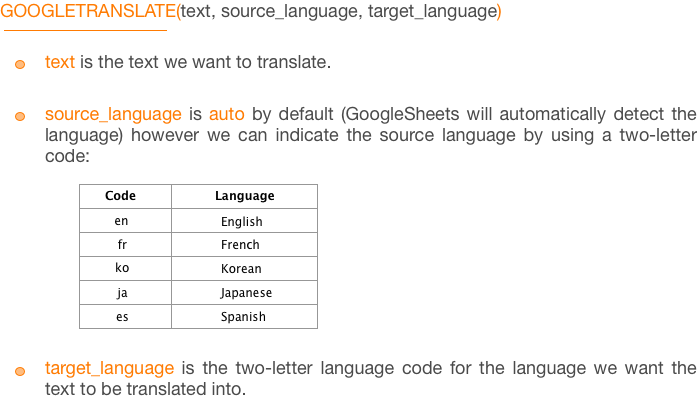 GOOGLETRANSLATE(text, source_language, target_language)
text is the text we want to translate.
source_language is auto by default (GoogleSheets will automatically detect the
language) however we can indicate the source language by using a two-letter
code:
Code Language
en English
fr French
ko Korean
ja Japanese
es Spanish
target_language is the two-letter language code for the language we want the
text to be translated into.